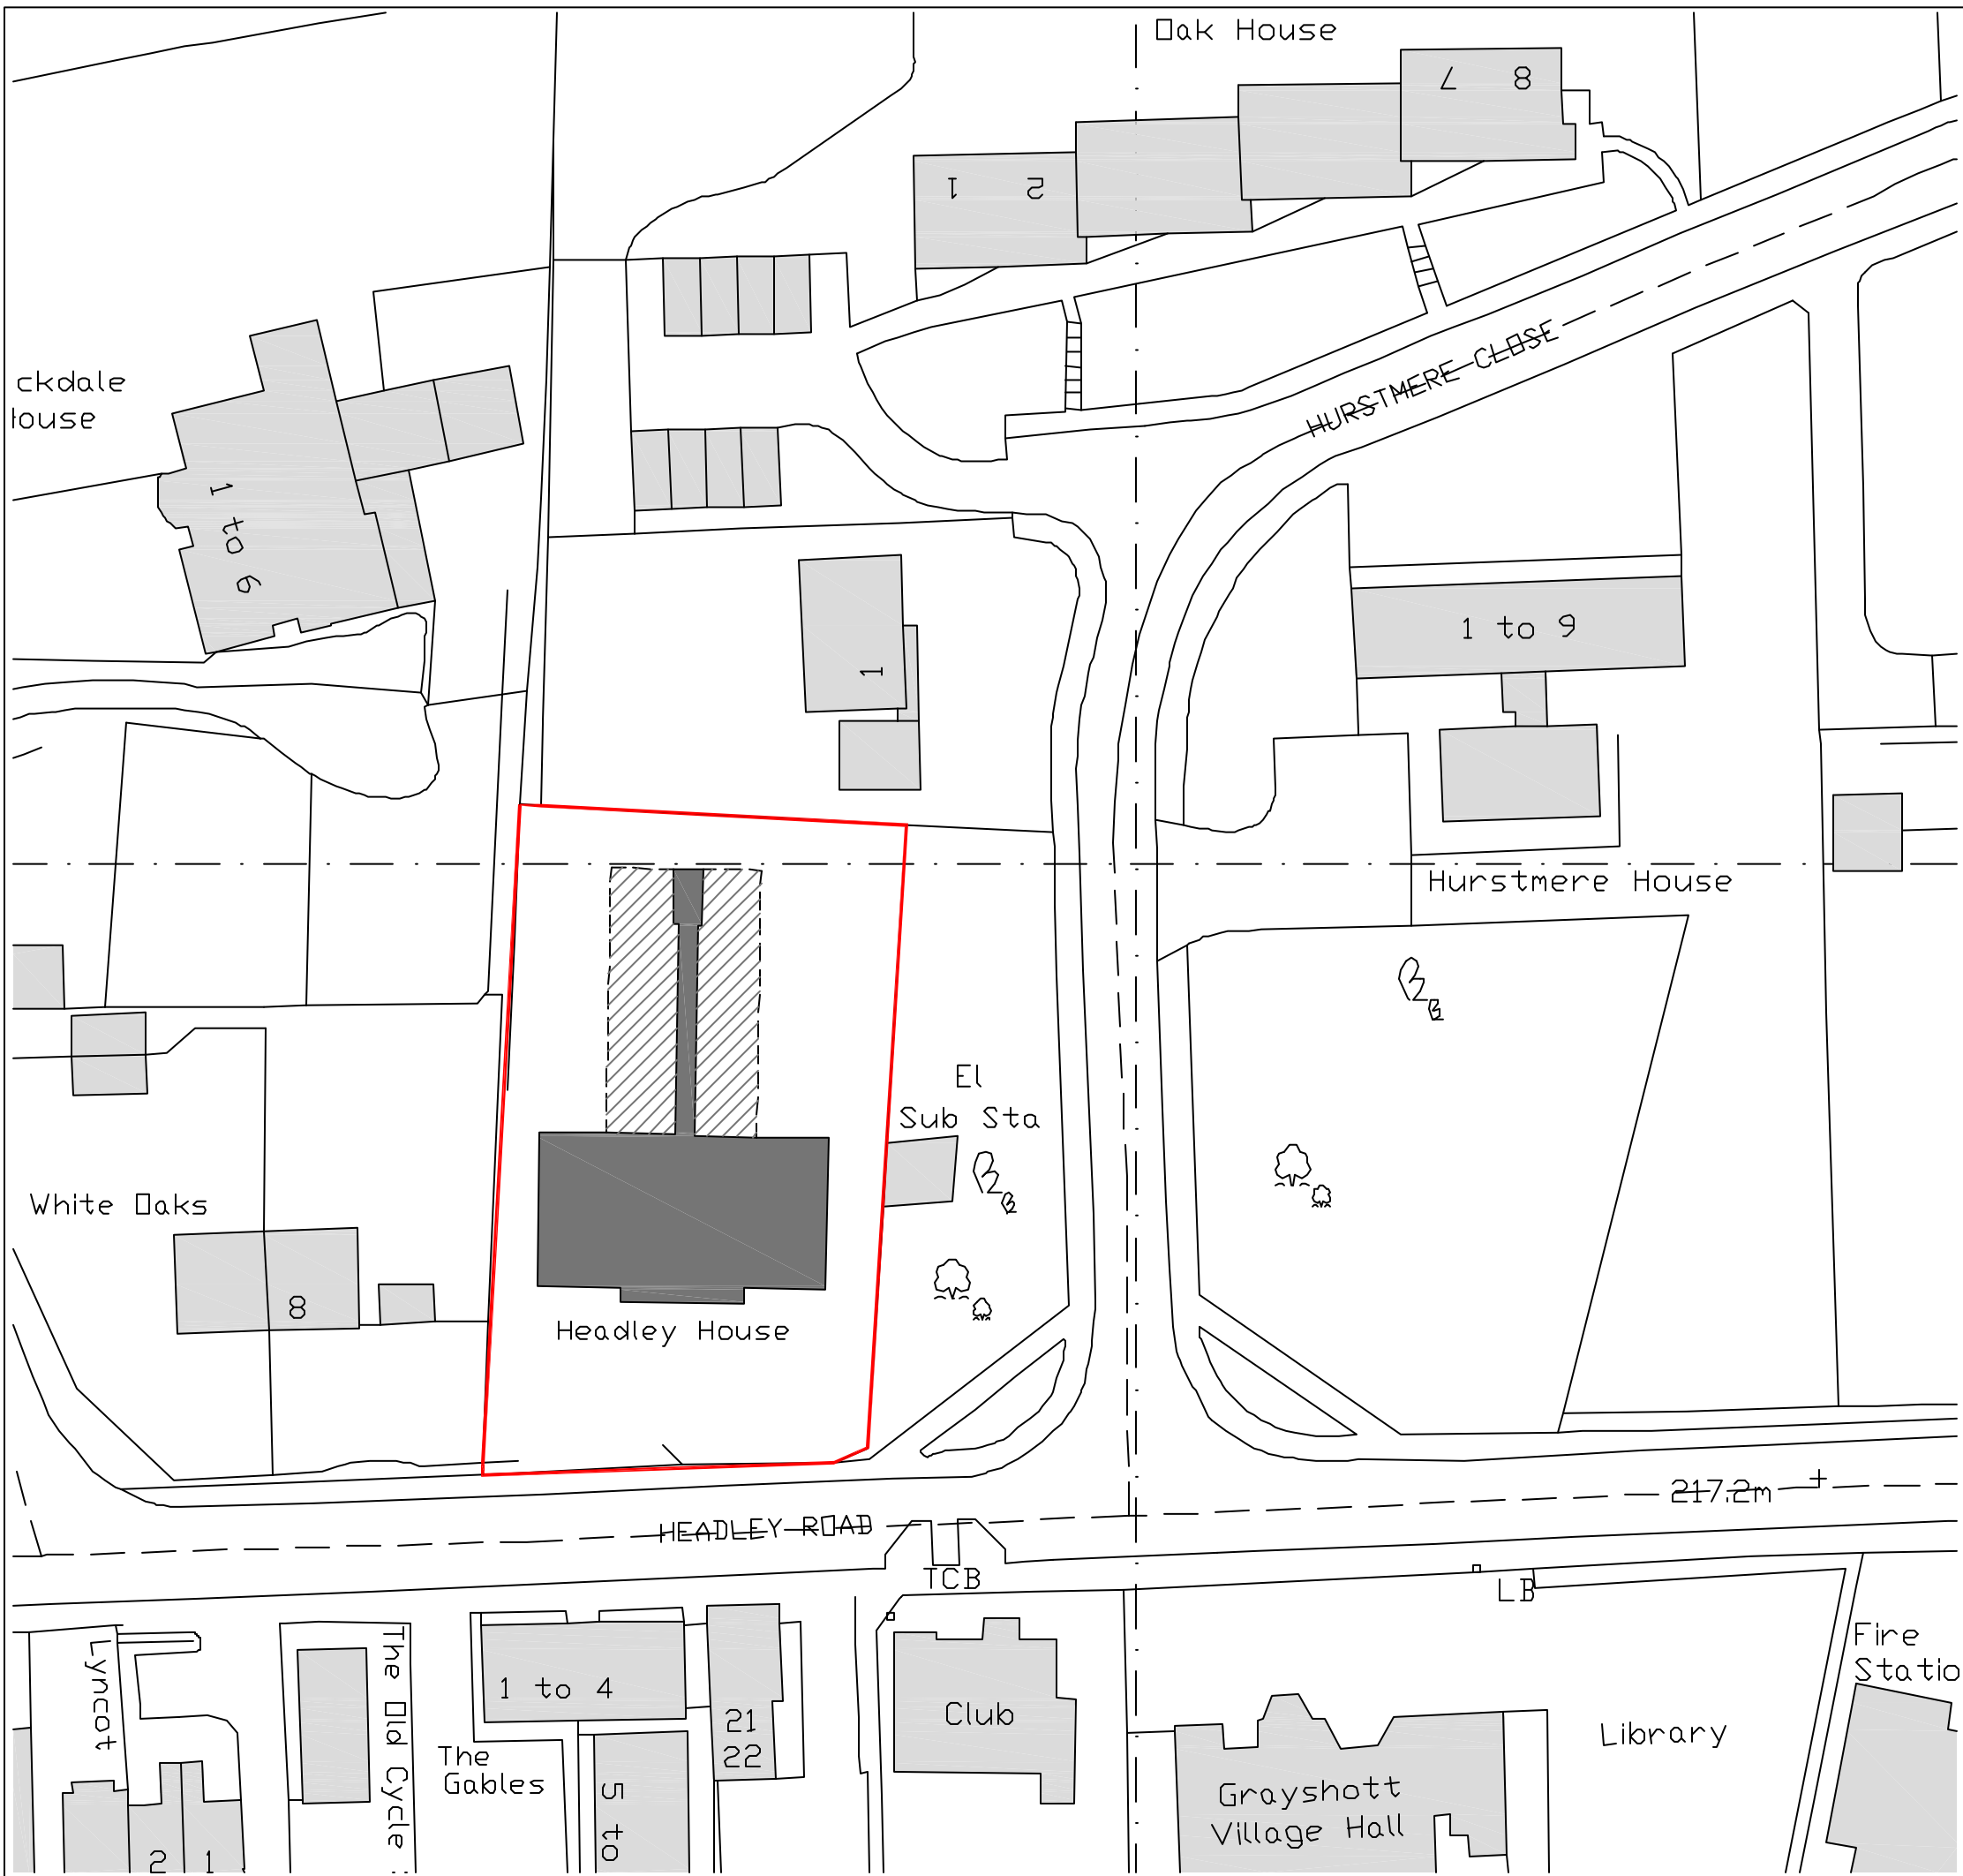 Oak House
7 8
1 2
HURSTMERE CLOSE
ckdale
House
1 to 6
1 to 9
1
Hurstmere House
El
Sub Sta
White Oaks
8
Headley House
217.2m
HEADLEY ROAD
TCB
LB
Lyncot
The Old Cycle
1 to 4
21
22
Club
Fire
Statio
Library
The
Gables
5 to
Grayshott
Village Hall
2 1